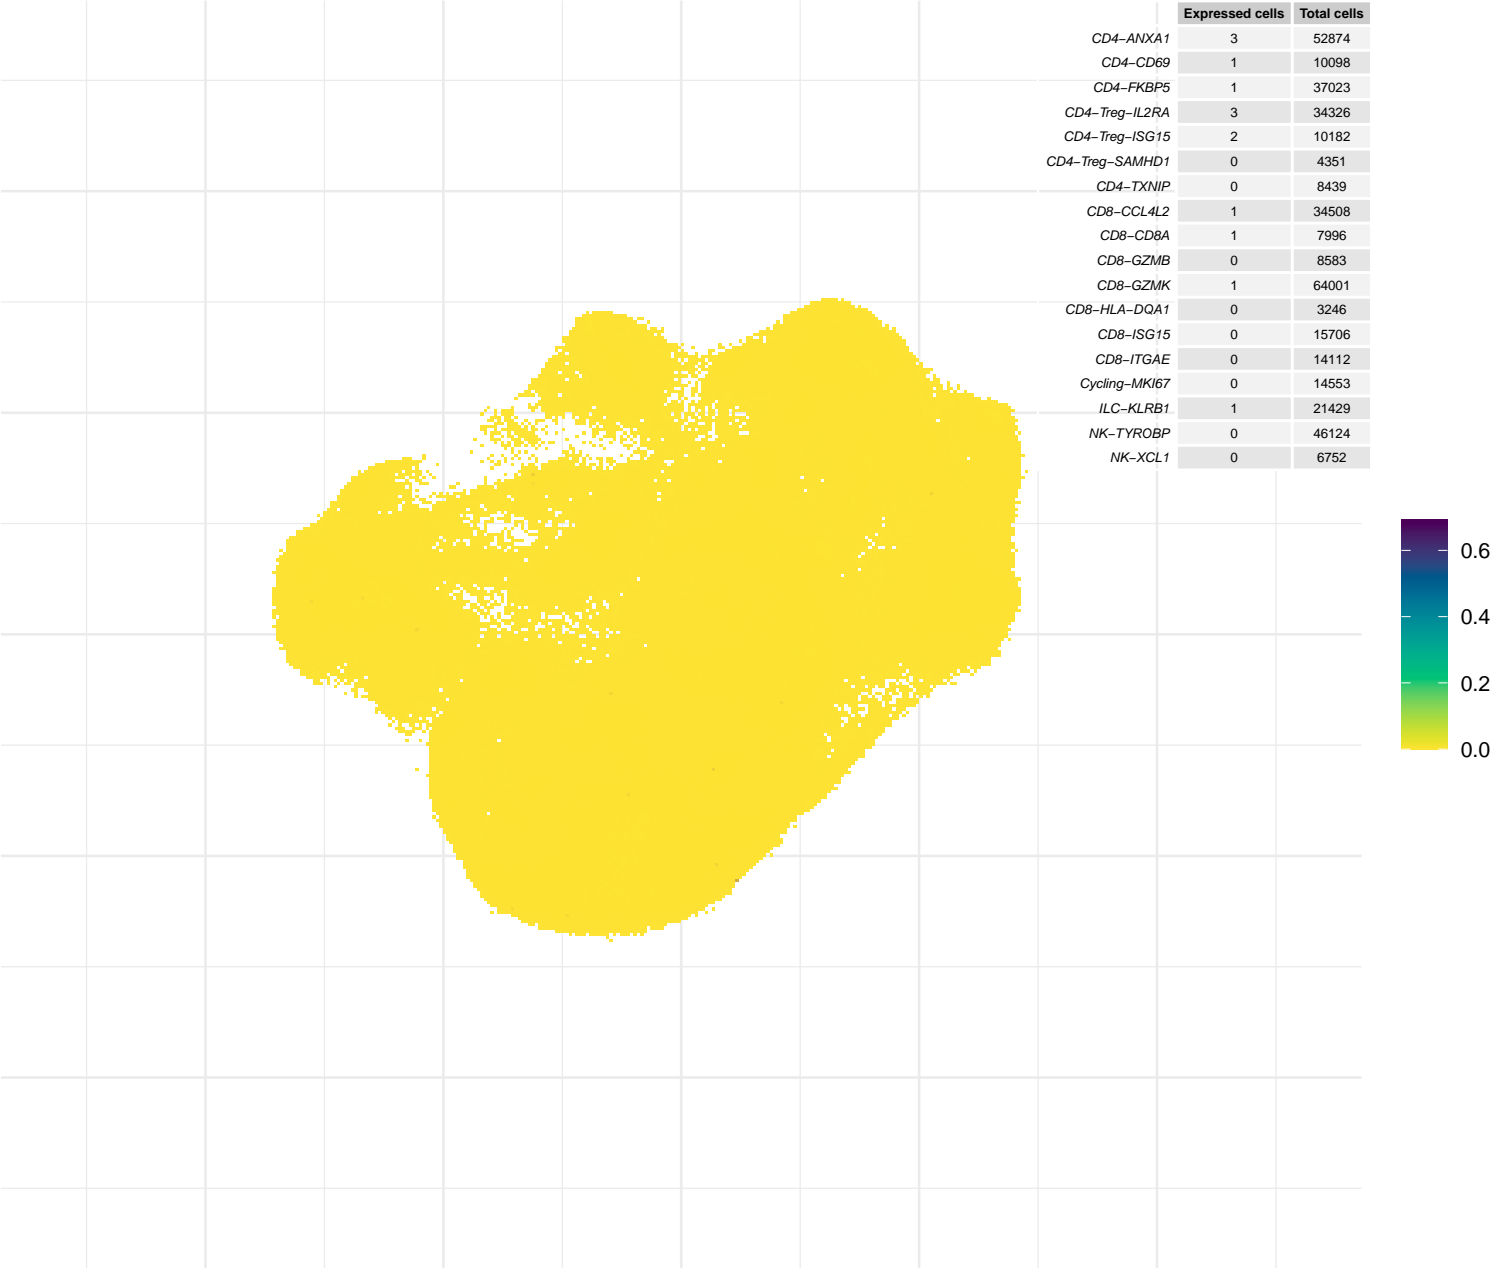 Expressed cells Total cells
CD4−ANXA1 3 52874
CD4−CD69 1 10098
CD4−FKBP5 1 37023
CD4−Treg−IL2RA 3 34326
CD4−Treg−ISG15 2 10182
CD4−Treg−SAMHD1 0 4351
CD4−TXNIP 0 8439
CD8−CCL4L2 1 34508
CD8−CD8A 1 7996
CD8−GZMB 0 8583
CD8−GZMK 1 64001
CD8−HLA−DQA1 0 3246
CD8−ISG15 0 15706
CD8−ITGAE 0 14112
Cycling−MKI67 0 14553
ILC−KLRB1 1 21429
NK−TYROBP 0 46124
NK−XCL1 0 6752
0.6
0.4
0.2
0.0